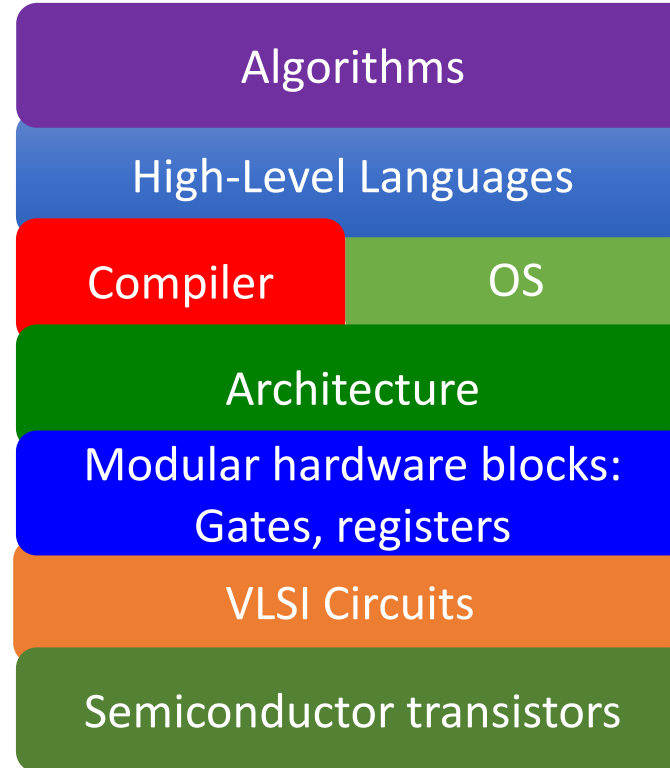 Algorithms
High-Level Languages
Compiler
OS
Architecture
Modular hardware blocks:
Gates, registers
VLSI Circuits
Semiconductor transistors